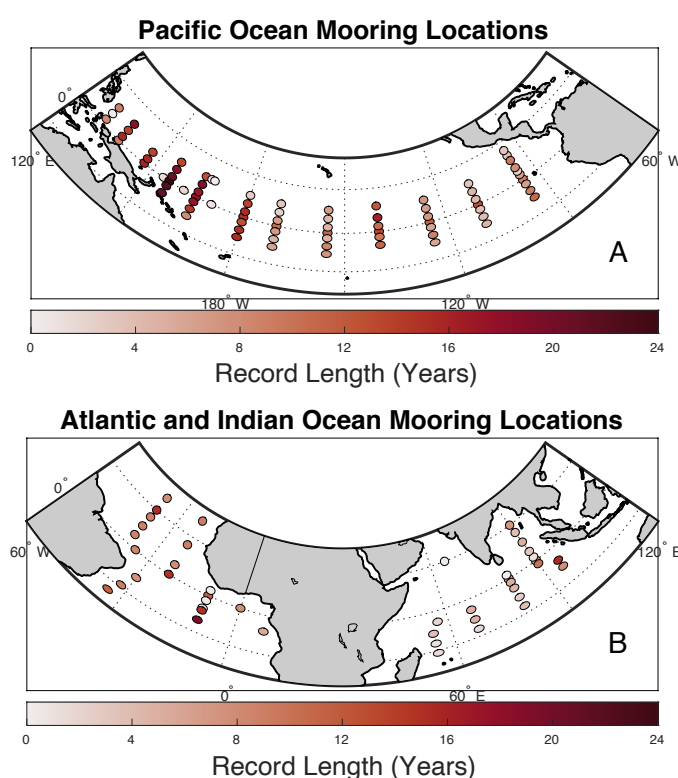 Pacific Ocean Mooring Locations
0°
120° E
60° W
A
180° W
120° W
0 4 8 12 16 20 24
Record Length (Years)
Atlantic and Indian Ocean Mooring Locations
0°
60° W
120° E
B
0°
60° E
0 4 8 12 16 20 24
Record Length (Years)